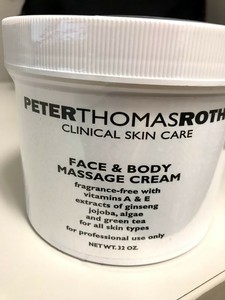 PETERTHOMASROTH
CLINICAL SKIN CARE
FACE & BODY
MASSAGE CREAM
fragrance-free with
vitamins A & E
extracts of ginseng
jojoba, algae
and green tea
for all skin types
for professional use only
NET WT. 32 OZ.